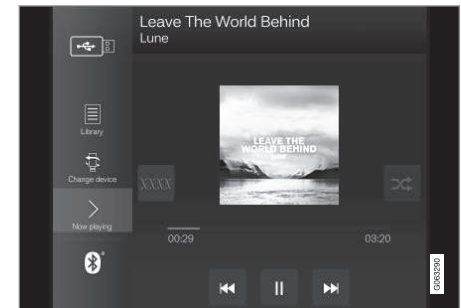 Leave The World Behind
Lune
Library
Change device
Now playing
LEAVE THE
WORLD BEHIND
LUNE
XXXX
00:29
03:20
G063290